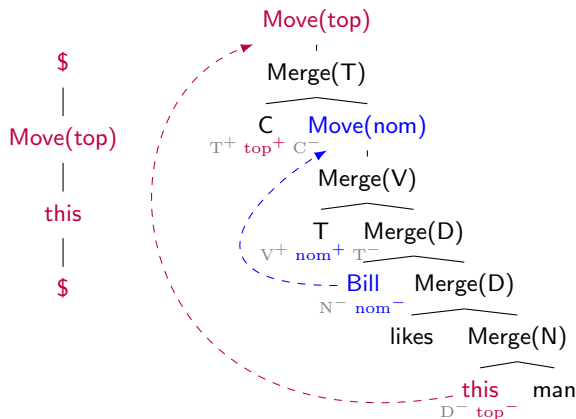 $
Move(top)
this
$
Move(top)
Merge(T)
C Move(nom)
T⁺ top⁺ C⁻
Merge(V)
T Merge(D)
V⁺ nom⁺ T⁻
Bill Merge(D)
N⁻ nom⁻
likes Merge(N)
this man
D⁻ top⁻